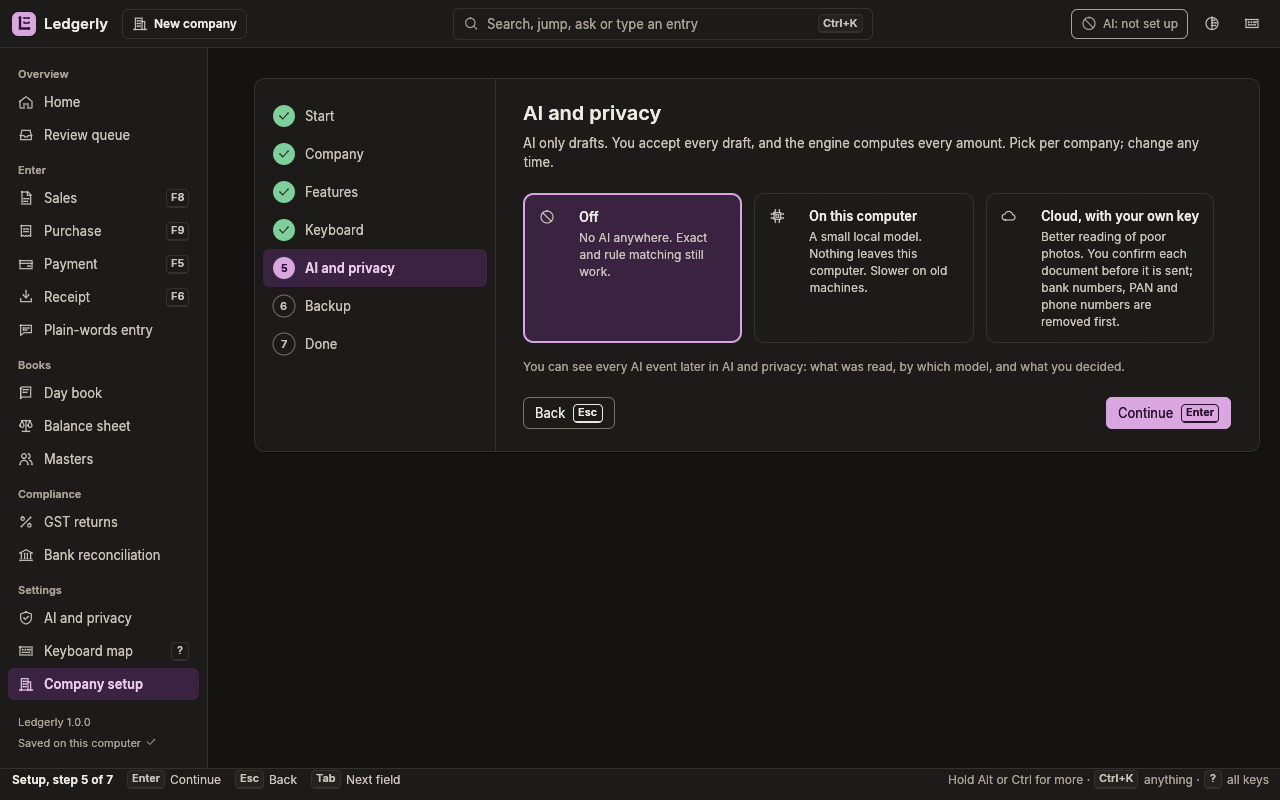 Ledgerly
New company
Search, jump, ask or type an entry
Ctrl+K
AI: not set up
Overview
Home
Review queue
Enter
Sales F8
Purchase F9
Payment F5
Receipt F6
Plain-words entry
Books
Day book
Balance sheet
Masters
Compliance
GST returns
Bank reconciliation
Settings
AI and privacy
Keyboard map ?
Company setup
Ledgerly 1.0.0
Saved on this computer
Start
Company
Features
Keyboard
5 AI and privacy
6 Backup
7 Done
AI and privacy
AI only drafts. You accept every draft, and the engine computes every amount. Pick per company; change any
time.
Off
No AI anywhere. Exact
and rule matching still
work.
On this computer
A small local model.
Nothing leaves this
computer. Slower on old
machines.
Cloud, with your own key
Better reading of poor
photos. You confirm each
document before it is sent;
bank numbers, PAN and
phone numbers are
removed first.
You can see every AI event later in AI and privacy: what was read, by which model, and what you decided.
Back Esc
Continue Enter
Setup, step 5 of 7 Enter Continue Esc Back Tab Next field
Hold Alt or Ctrl for more · Ctrl+K anything · ? all keys